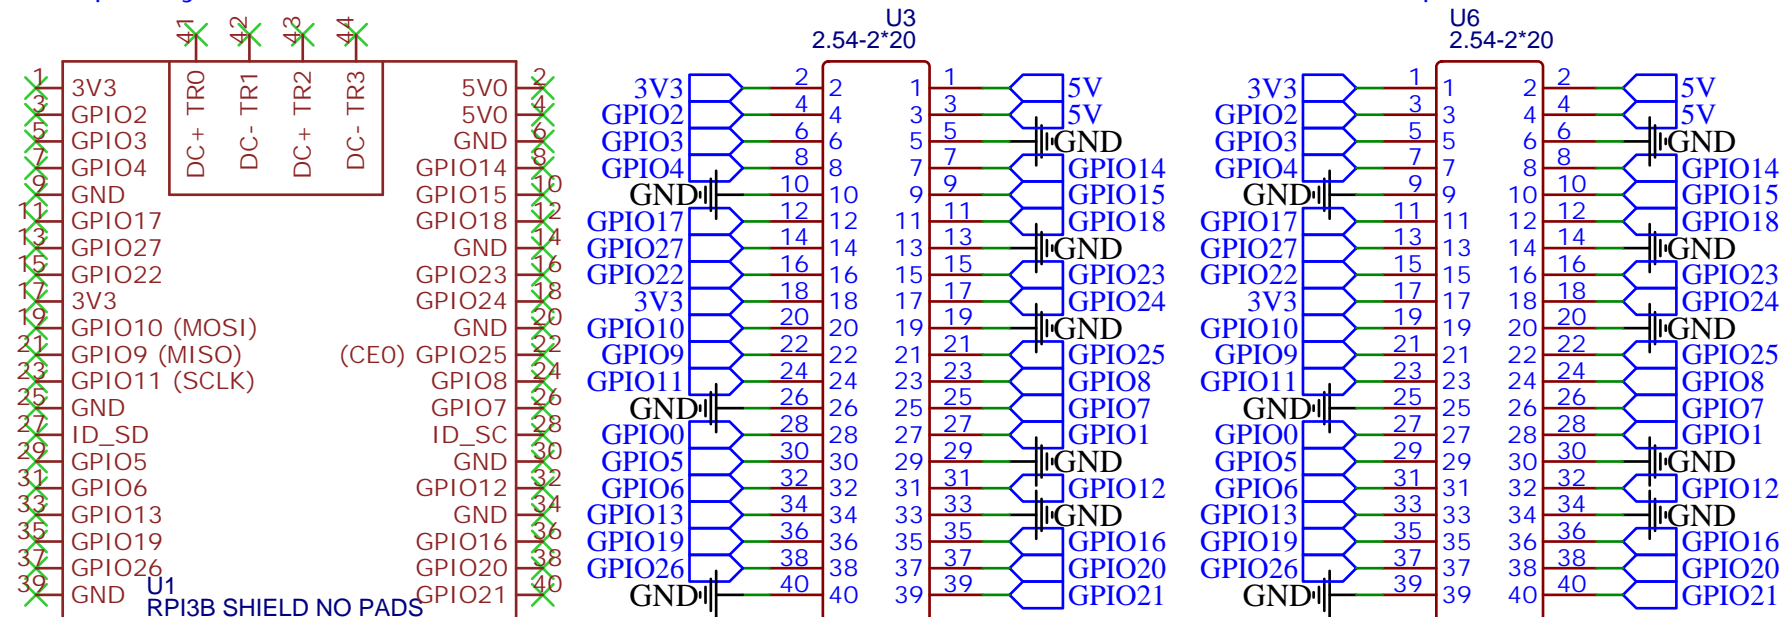 U3
2.54-2*20
U6
2.54-2*20
41 42 43 44
DC+ TR0
DC- TR1
DC+ TR2
DC- TR3
1 3V3 5V0 2
3 GPIO2 5V0 4
5 GPIO3 GND 6
7 GPIO4 GPIO14 8
9 GND GPIO15 10
11 GPIO17 GPIO18 12
13 GPIO27 GND 14
15 GPIO22 GPIO23 16
17 3V3 GPIO24 18
19 GPIO10 (MOSI) GND 20
21 GPIO9 (MISO) (CE0) GPIO25 22
23 GPIO11 (SCLK) GPIO8 24
25 GND GPIO7 26
27 ID_SD ID_SC 28
29 GPIO5 GND 30
31 GPIO6 GPIO12 32
33 GPIO13 GND 34
35 GPIO19 GPIO16 36
37 GPIO26 GPIO20 38
39 GND GPIO21 40
U1
RPI3B SHIELD NO PADS
3V3 2 2 1 1 5V
GPIO2 4 4 3 3 5V
GPIO3 6 6 5 5 GND
GPIO4 8 8 7 7 GPIO14
GND 10 10 9 9 GPIO15
GPIO17 12 12 11 11 GPIO18
GPIO27 14 14 13 13 GND
GPIO22 16 16 15 15 GPIO23
3V3 18 18 17 17 GPIO24
GPIO10 20 20 19 19 GND
GPIO9 22 22 21 21 GPIO25
GPIO11 24 24 23 23 GPIO8
GND 26 26 25 25 GPIO7
GPIO0 28 28 27 27 GPIO1
GPIO5 30 30 29 29 GND
GPIO6 32 32 31 31 GPIO12
GPIO13 34 34 33 33 GND
GPIO19 36 36 35 35 GPIO16
GPIO26 38 38 37 37 GPIO20
GND 40 40 39 39 GPIO21
3V3 1 1 2 2 5V
GPIO2 3 3 4 4 5V
GPIO3 5 5 6 6 GND
GPIO4 7 7 8 8 GPIO14
GND 9 9 10 10 GPIO15
GPIO17 11 11 12 12 GPIO18
GPIO27 13 13 14 14 GND
GPIO22 15 15 16 16 GPIO23
3V3 17 17 18 18 GPIO24
GPIO10 19 19 20 20 GND
GPIO9 21 21 22 22 GPIO25
GPIO11 23 23 24 24 GPIO8
GND 25 25 26 26 GPIO7
GPIO0 27 27 28 28 GPIO1
GPIO5 29 29 30 30 GND
GPIO6 31 31 32 32 GPIO12
GPIO13 33 33 34 34 GND
GPIO19 35 35 36 36 GPIO16
GPIO26 37 37 38 38 GPIO20
GND 39 39 40 40 GPIO21